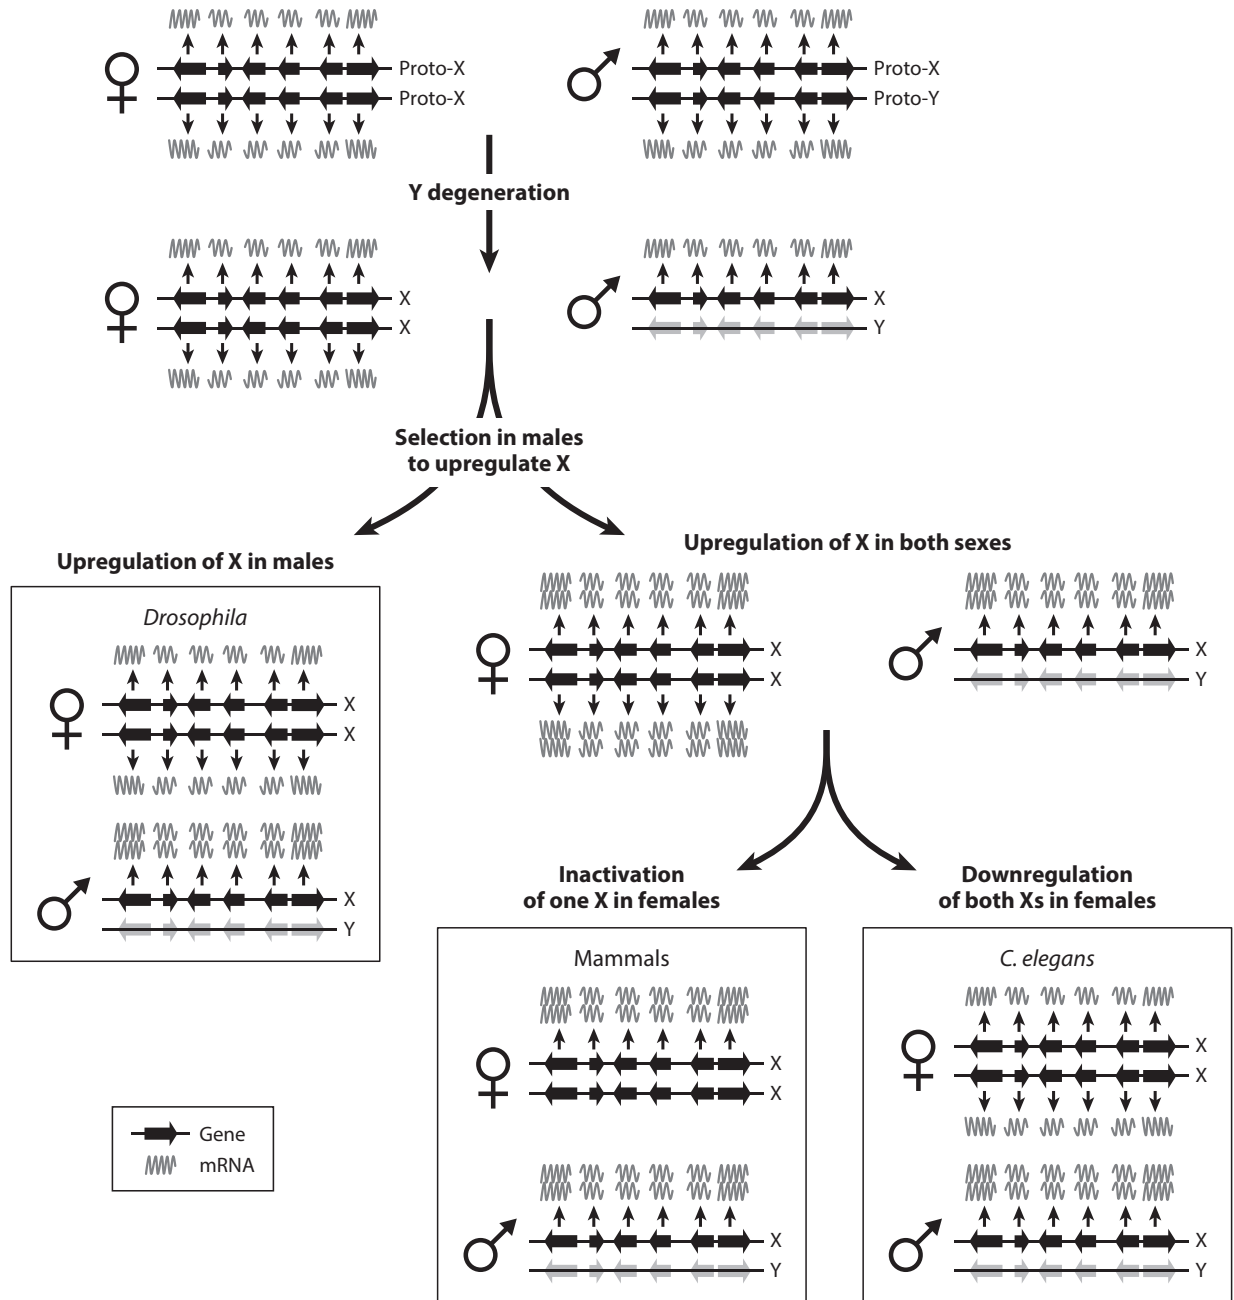 Proto-X
Proto-X
Proto-X
Proto-Y
Y degeneration
X
X
X
Y
Selection in males
to upregulate X
Upregulation of X in males
Drosophila
X
X
X
Y
Upregulation of X in both sexes
X
X
X
Y
Inactivation
of one X in females
Mammals
X
X
X
Y
Downregulation
of both Xs in females
C. elegans
X
X
X
Y
Gene
mRNA